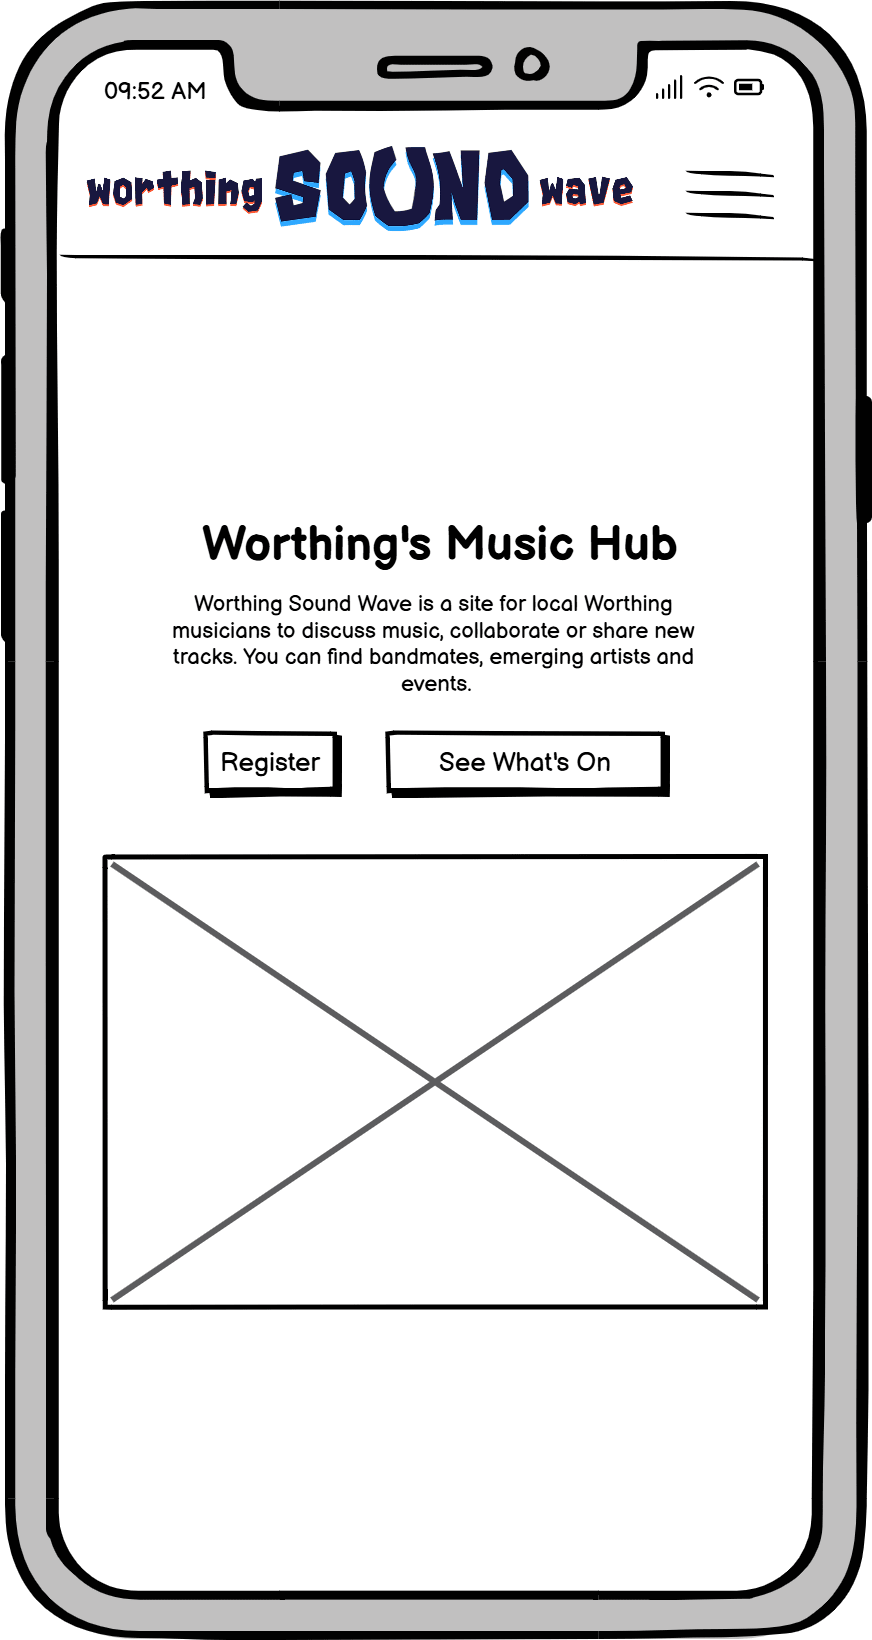 09:52 AM
worthing SOUND wave
Worthing's Music Hub
Worthing Sound Wave is a site for local Worthing
musicians to discuss music, collaborate or share new
tracks. You can find bandmates, emerging artists and
events.
Register
See What's On